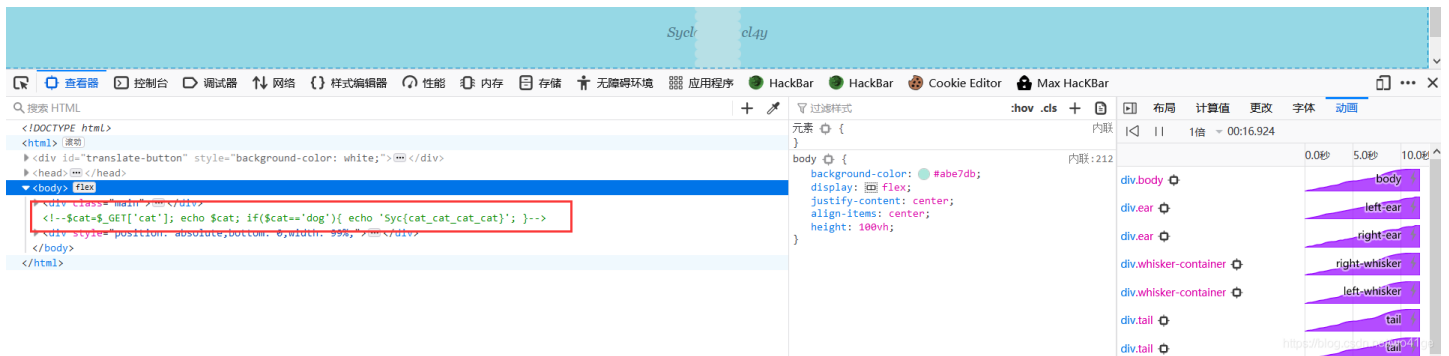 Sycl cl4y
查看器 控制台 调试器 网络 {} 样式编辑器 性能 内存 存储 无障碍环境 应用程序 HackBar HackBar Cookie Editor Max HacKBar
搜索 HTML
<!DOCTYPE html>
<html> 滚动
<div id="translate-button" style="background-color: white;"></div>
<head></head>
<body> flex
<div class="main"></div>
<!--$cat=$_GET['cat']; echo $cat; if($cat=='dog'){ echo 'Syc{cat_cat_cat_cat}'; }-->
<div style="position: absolute;bottom: 0;width: 99%;"></div>
</body>
</html>
过滤样式 :hov .cls
元素 { 内联
}
body { 内联:212
background-color: #abe7db;
display: flex;
justify-content: center;
align-items: center;
height: 100vh;
}
布局 计算值 更改 字体 动画
1倍 00:16.924
0.0秒 5.0秒 10.0秒
div.body body
div.ear left-ear
div.ear right-ear
div.whisker-container right-whisker
div.whisker-container left-whisker
div.tail tail
div.tail tail